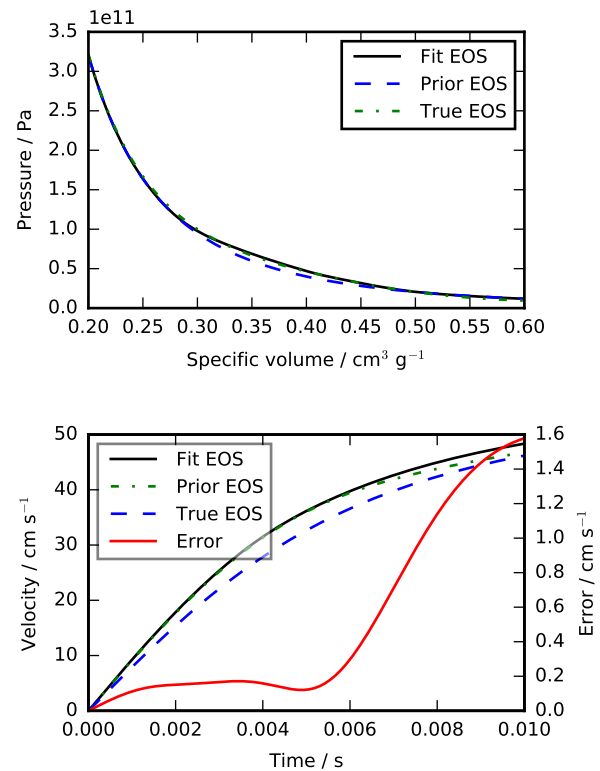 1e11
3.5
3.0
2.5
2.0
1.5
1.0
0.5
0.0
Pressure / Pa
Fit EOS
Prior EOS
True EOS
0.20 0.25 0.30 0.35 0.40 0.45 0.50 0.55 0.60
Specific volume / cm³ g⁻¹
50
40
30
20
10
0
Velocity / cm s⁻¹
Fit EOS
Prior EOS
True EOS
Error
1.6
1.4
1.2
1.0
0.8
0.6
0.4
0.2
0.0
Error / cm s⁻¹
0.000 0.002 0.004 0.006 0.008 0.010
Time / s